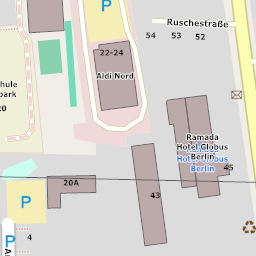 P
Ruschestraße
54
53
52
22-24
Aldi Nord
hule
park
20
Ramada
Hotel Globus
Berlin
Hotel Globus
Berlin
45
20A
43
P
4
P